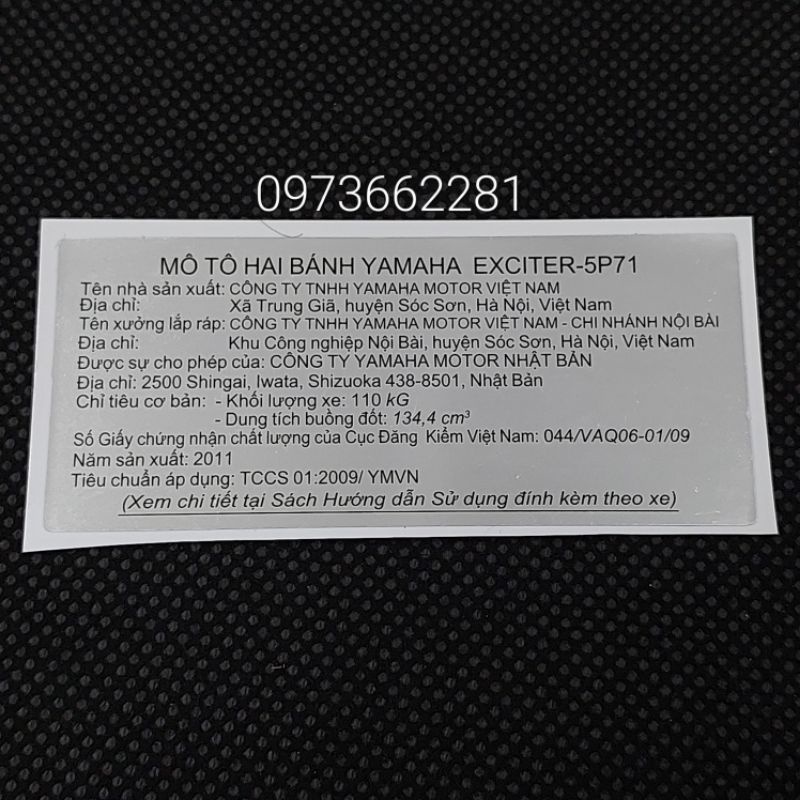 0973662281
MÔ TÔ HAI BÁNH YAMAHA EXCITER-5P71
Tên nhà sản xuất: CÔNG TY TNHH YAMAHA MOTOR VIỆT NAM
Địa chỉ: Xã Trung Giã, huyện Sóc Sơn, Hà Nội, Việt Nam
Tên xưởng lắp ráp: CÔNG TY TNHH YAMAHA MOTOR VIỆT NAM - CHI NHÁNH NỘI BÀI
Địa chỉ: Khu Công nghiệp Nội Bài, huyện Sóc Sơn, Hà Nội, Việt Nam
Được sự cho phép của: CÔNG TY YAMAHA MOTOR NHẬT BẢN
Địa chỉ: 2500 Shingai, Iwata, Shizuoka 438-8501, Nhật Bản
Chỉ tiêu cơ bản: - Khối lượng xe: 110 KG
- Dung tích buồng đốt: 134,4 cm³
Số Giấy chứng nhận chất lượng của Cục Đăng Kiểm Việt Nam: 044/VAQ06-01/09
Năm sản xuất: 2011
Tiêu chuẩn áp dụng: TCCS 01:2009/ YMVN
(Xem chi tiết tại Sách Hướng dẫn Sử dụng đính kèm theo xe)